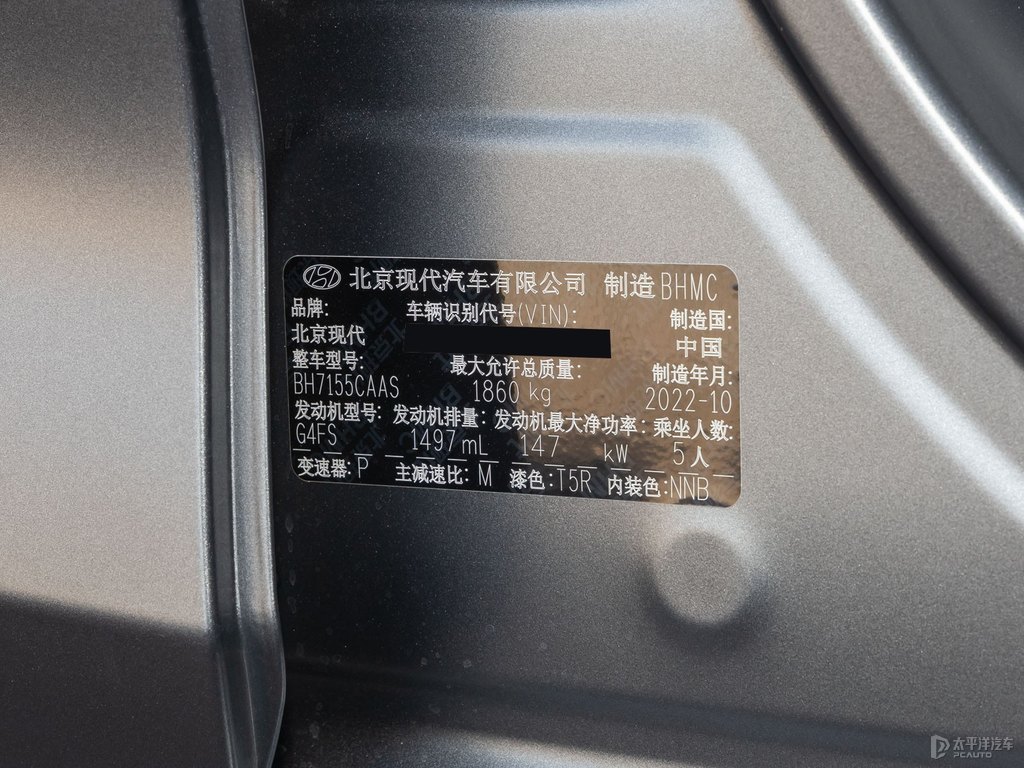 北京现代汽车有限公司 制造 BHMC
品牌: 车辆识别代号(VIN): 制造国:
北京现代 中国
整车型号: 最大允许总质量: 制造年月:
BH7155CAAS 1860 kg 2022-10
发动机型号: 发动机排量: 发动机最大净功率: 乘坐人数:
G4FS 1497 mL 147 kW 5人
变速器: P 主减速比: M 漆色: T5R 内装色: NNB
太平洋汽车
PCAUTO